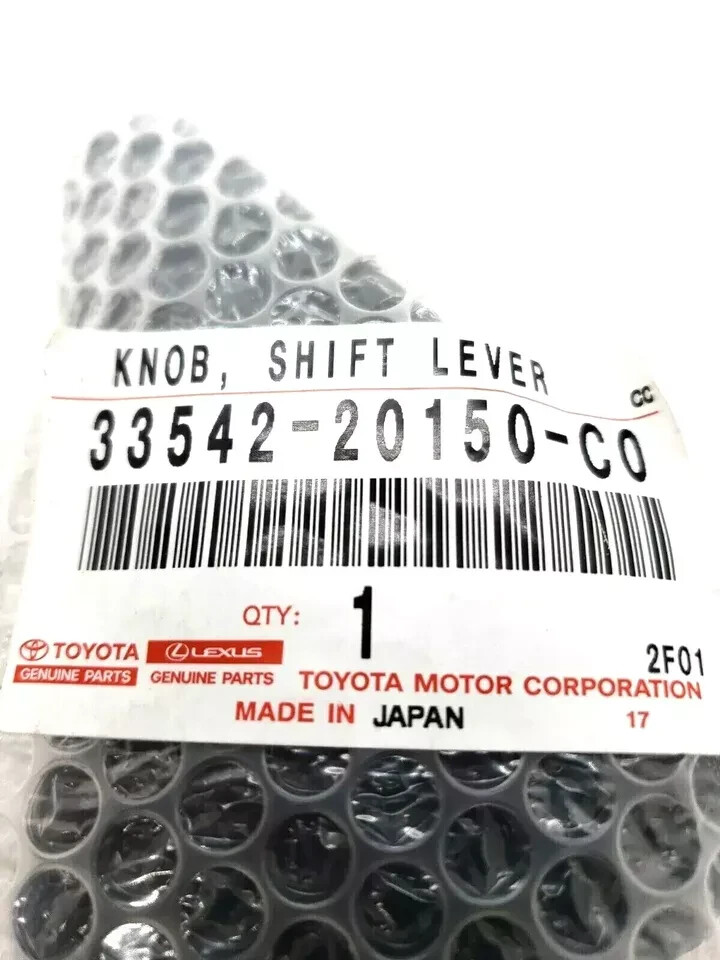 KNOB, SHIFT LEVER
CC
33542-20150-C0
QTY: 1
TOYOTA LEXUS 2F01
GENUINE PARTS GENUINE PARTS TOYOTA MOTOR CORPORATION
MADE IN JAPAN 17